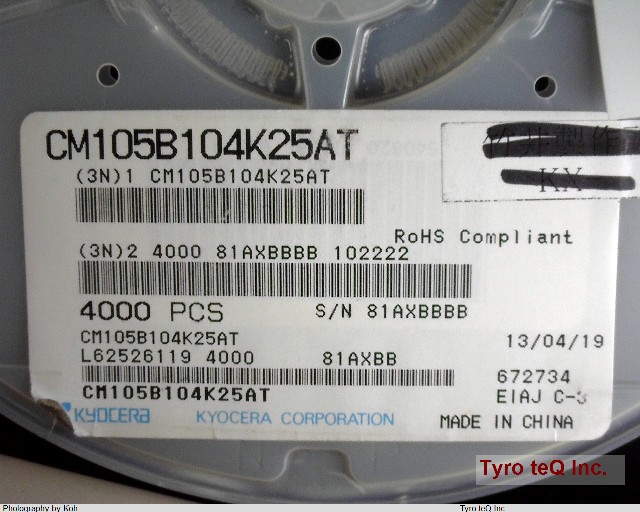 CM105B104K25AT
(3N)1 CM105B104K25AT
KX
RoHS Compliant
(3N)2 4000 81AXBBBB 102222
4000 PCS
S/N 81AXBBBB
CM105B104K25AT
13/04/19
L62526119 4000 81AXBB
672734
CM105B104K25AT
EIAJ C-3
KYOCERA
KYOCERA CORPORATION
MADE IN CHINA
Tyro teQ Inc.
Photography by Koh
Tyro teQ Inc